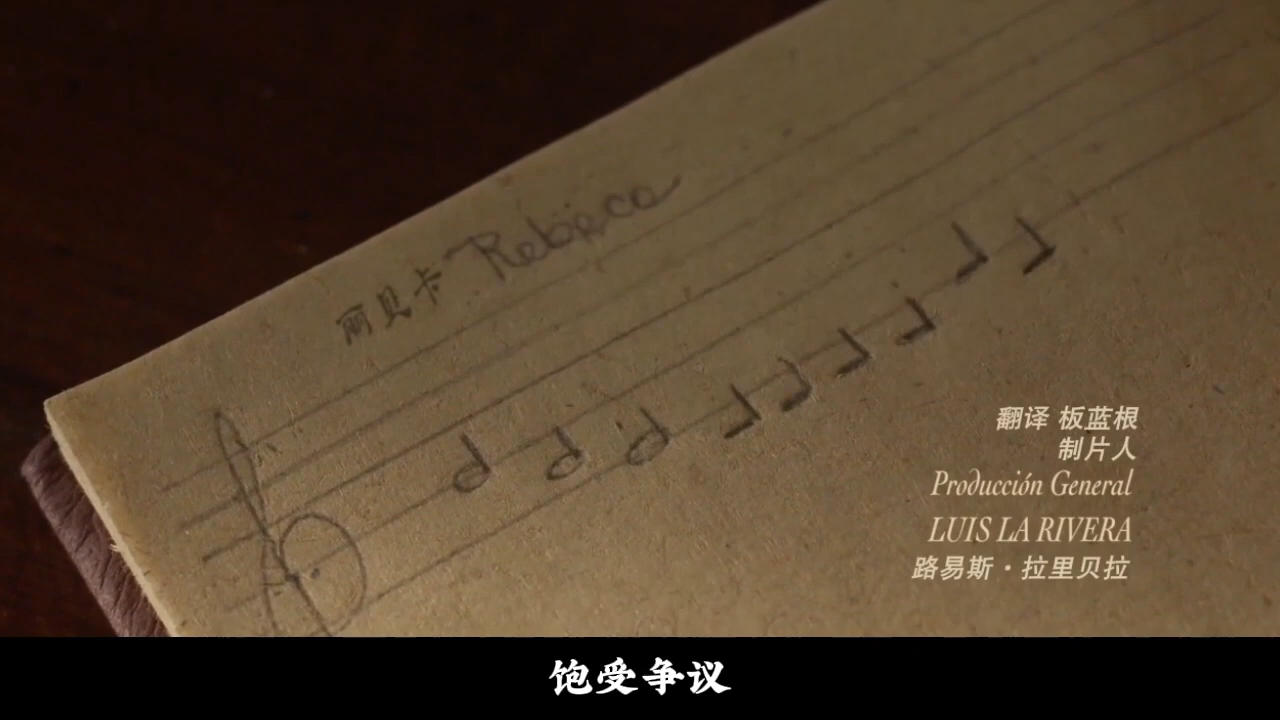 丽贝卡 Rebeca
翻译 板蓝根
制片人
Producción General
LUIS LA RIVERA
路易斯·拉里贝拉
饱受争议